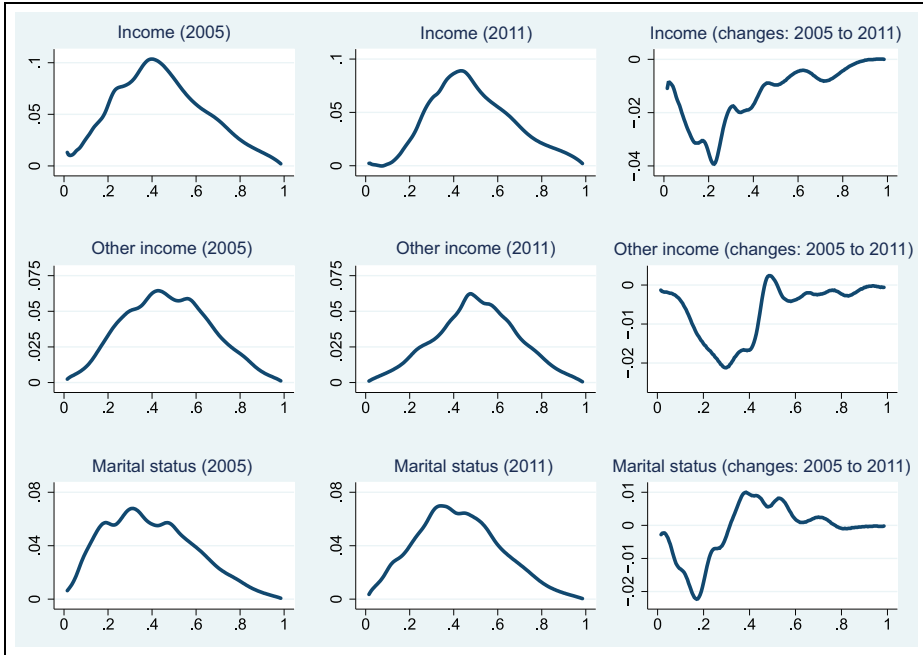 Income (2005)
0 .05 .1
0 .2 .4 .6 .8 1
Income (2011)
0 .05 .1
0 .2 .4 .6 .8 1
Income (changes: 2005 to 2011)
-.04 -.02 0
0 .2 .4 .6 .8 1
Other income (2005)
0 .025 .05 .075
0 .2 .4 .6 .8 1
Other income (2011)
0 .025 .05 .075
0 .2 .4 .6 .8 1
Other income (changes: 2005 to 2011)
-.02 -.01 0
0 .2 .4 .6 .8 1
Marital status (2005)
0 .04 .08
0 .2 .4 .6 .8 1
Marital status (2011)
0 .04 .08
0 .2 .4 .6 .8 1
Marital status (changes: 2005 to 2011)
-.02 -.01 0 .01
0 .2 .4 .6 .8 1